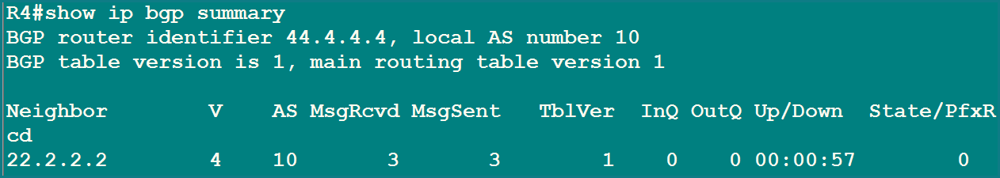 R4#show ip bgp summary
BGP router identifier 44.4.4.4, local AS number 10
BGP table version is 1, main routing table version 1
Neighbor V AS MsgRcvd MsgSent TblVer InQ OutQ Up/Down State/PfxR
cd
22.2.2.2 4 10 3 3 1 0 0 00:00:57 0